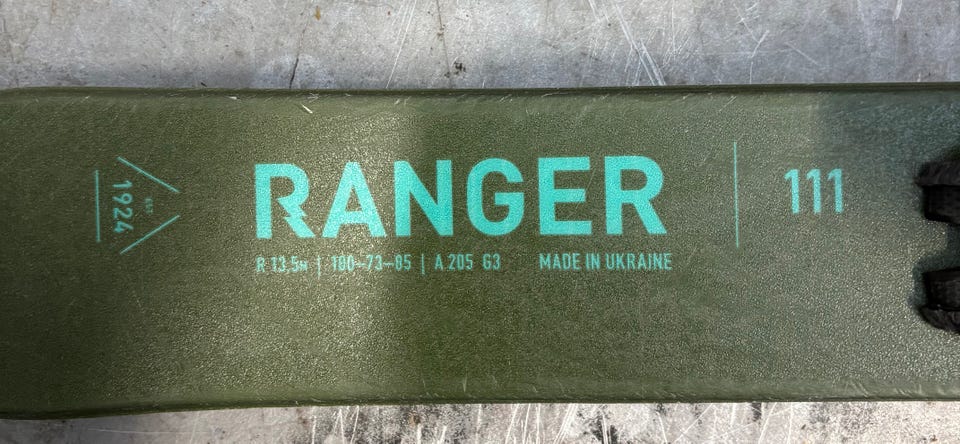 EST
1924
RANGER
111
R 13,5M | 100-73-85 | A.205 G3 MADE IN UKRAINE